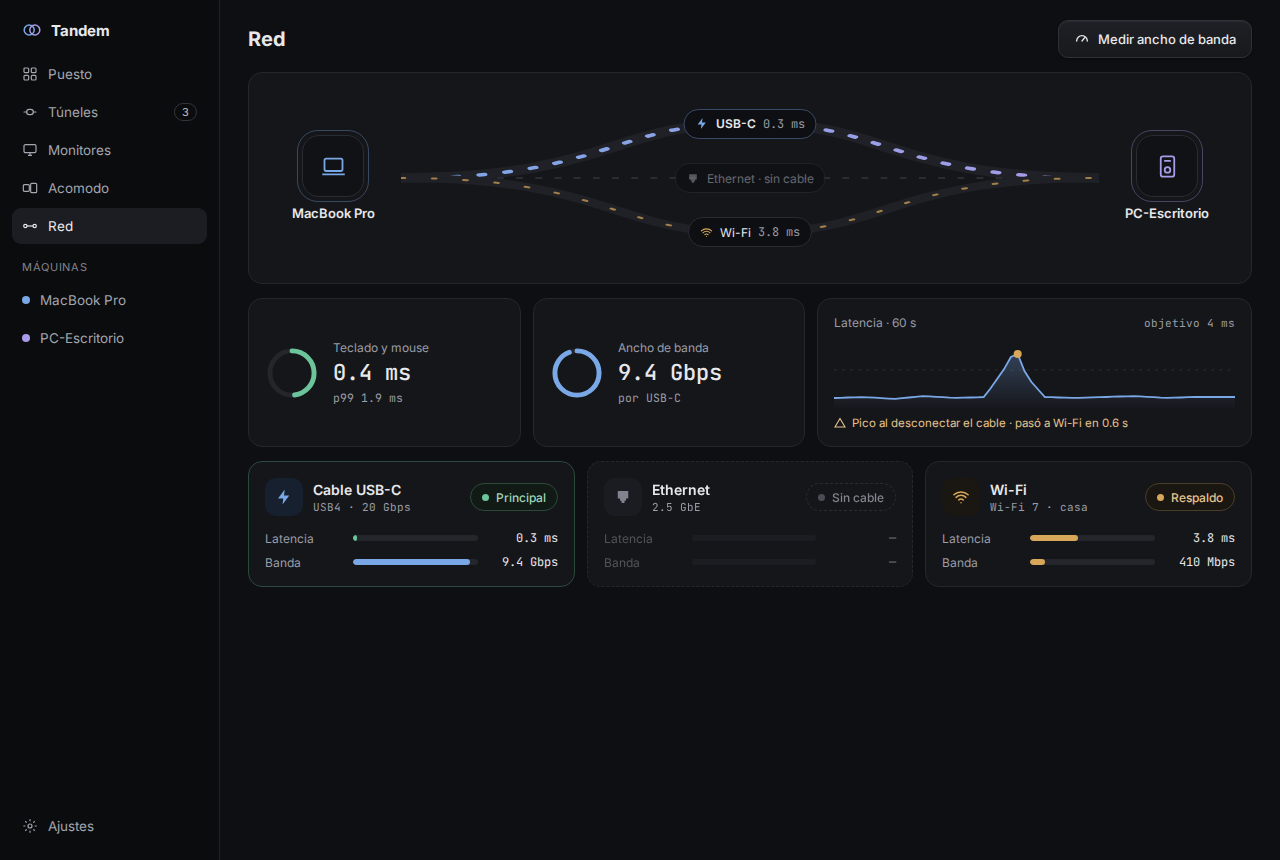 Tandem
Puesto
Túneles 3
Monitores
Acomodo
Red
MÁQUINAS
MacBook Pro
PC-Escritorio
Ajustes
Red
Medir ancho de banda
USB-C 0.3 ms
Ethernet · sin cable
MacBook Pro
PC-Escritorio
Wi-Fi 3.8 ms
Teclado y mouse
0.4 ms
p99 1.9 ms
Ancho de banda
9.4 Gbps
por USB-C
Latencia · 60 s
objetivo 4 ms
Pico al desconectar el cable · pasó a Wi-Fi en 0.6 s
Cable USB-C
USB4 · 20 Gbps
Principal
Latencia 0.3 ms
Banda 9.4 Gbps
Ethernet
2.5 GbE
Sin cable
Latencia —
Banda —
Wi-Fi
Wi-Fi 7 · casa
Respaldo
Latencia 3.8 ms
Banda 410 Mbps